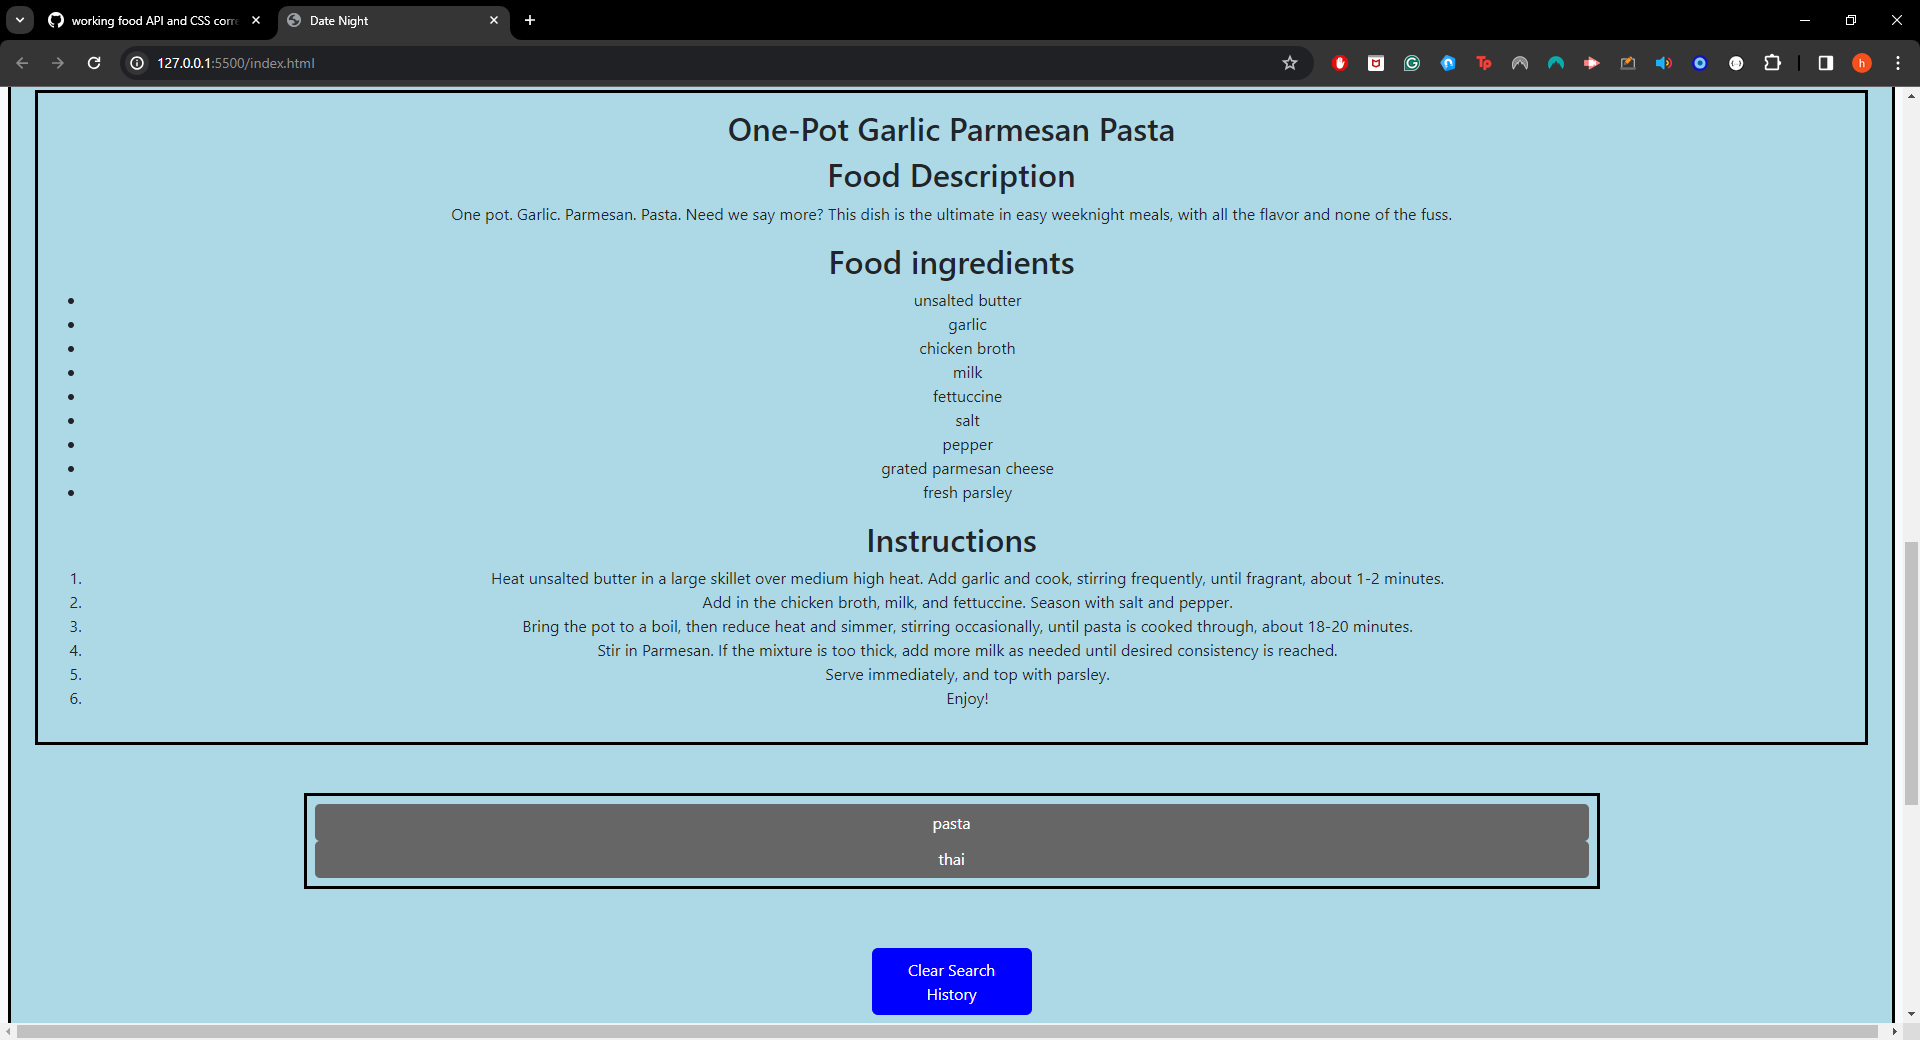 working food API and CSS corre
Date Night
127.0.0.1:5500/index.html
Tp
h
One-Pot Garlic Parmesan Pasta
Food Description
One pot. Garlic. Parmesan. Pasta. Need we say more? This dish is the ultimate in easy weeknight meals, with all the flavor and none of the fuss.
Food ingredients
unsalted butter
garlic
chicken broth
milk
fettuccine
salt
pepper
grated parmesan cheese
fresh parsley
Instructions
1. Heat unsalted butter in a large skillet over medium high heat. Add garlic and cook, stirring frequently, until fragrant, about 1-2 minutes.
2. Add in the chicken broth, milk, and fettuccine. Season with salt and pepper.
3. Bring the pot to a boil, then reduce heat and simmer, stirring occasionally, until pasta is cooked through, about 18-20 minutes.
4. Stir in Parmesan. If the mixture is too thick, add more milk as needed until desired consistency is reached.
5. Serve immediately, and top with parsley.
6. Enjoy!
pasta
thai
Clear Search
History